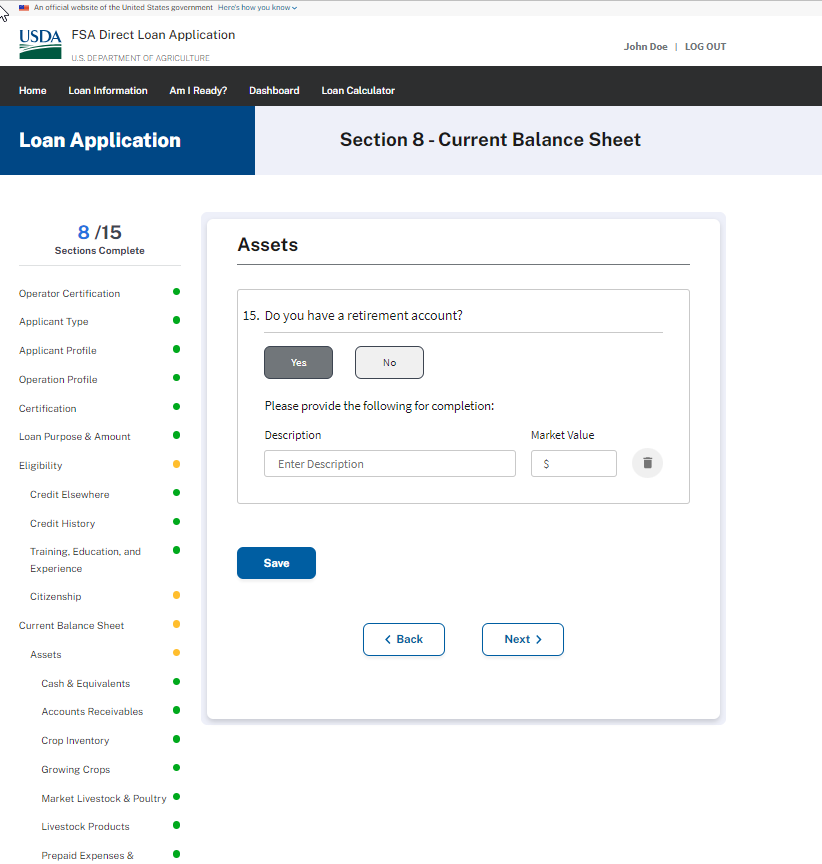 An official website of the United States government Here's how you know
USDA
FSA Direct Loan Application
U.S. DEPARTMENT OF AGRICULTURE
John Doe | LOG OUT
Home Loan Information Am I Ready? Dashboard Loan Calculator
Loan Application
Section 8 - Current Balance Sheet
8 /15
Sections Complete
Operator Certification
Applicant Type
Applicant Profile
Operation Profile
Certification
Loan Purpose & Amount
Eligibility
Credit Elsewhere
Credit History
Training, Education, and
Experience
Citizenship
Current Balance Sheet
Assets
Cash & Equivalents
Accounts Receivables
Crop Inventory
Growing Crops
Market Livestock & Poultry
Livestock Products
Prepaid Expenses &
Assets
15. Do you have a retirement account?
Yes No
Please provide the following for completion:
Description Market Value
Enter Description $
Save
< Back Next >